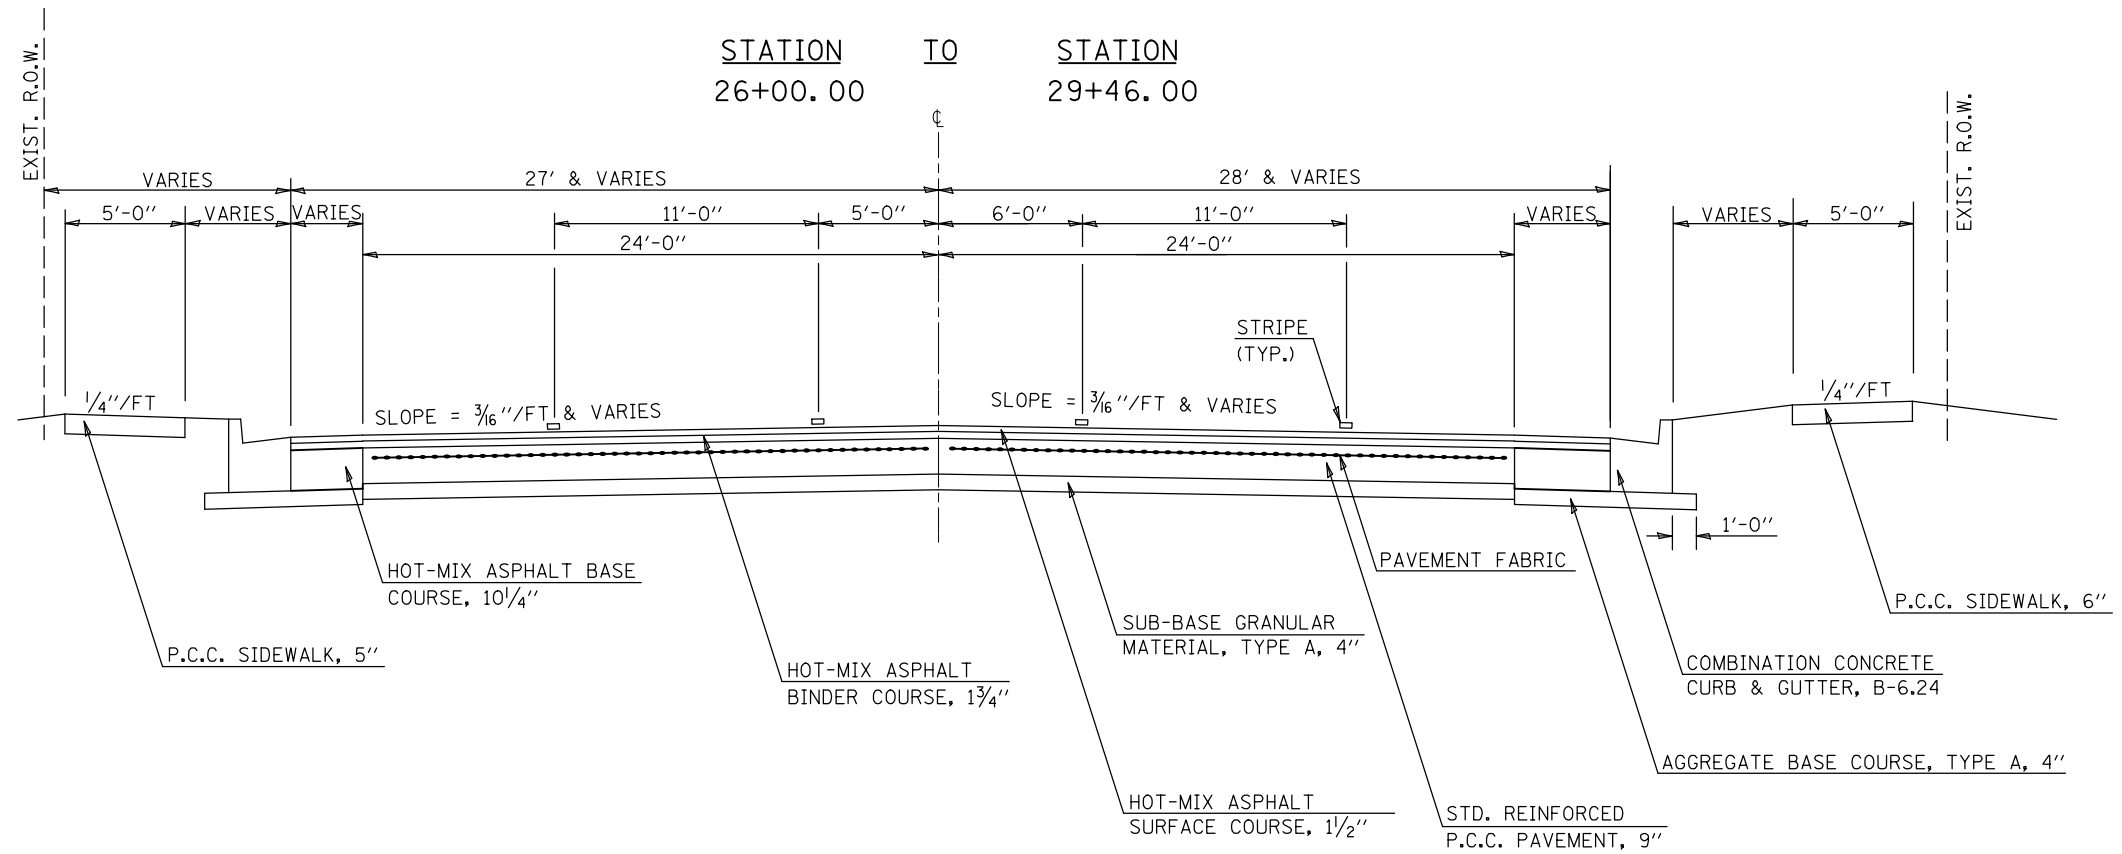 STATION TO STATION
26+00.00 29+46.00
EXIST. R.O.W.
EXIST. R.O.W.
℄
VARIES
27' & VARIES
28' & VARIES
5'-0"
VARIES
VARIES
11'-0"
5'-0"
6'-0"
11'-0"
VARIES
VARIES
5'-0"
24'-0"
24'-0"
STRIPE
(TYP.)
1/4"/FT
SLOPE = 3/16"/FT & VARIES
SLOPE = 3/16"/FT & VARIES
1/4"/FT
1'-0"
PAVEMENT FABRIC
HOT-MIX ASPHALT BASE
COURSE, 10 1/4"
P.C.C. SIDEWALK, 6"
SUB-BASE GRANULAR
MATERIAL, TYPE A, 4"
P.C.C. SIDEWALK, 5"
HOT-MIX ASPHALT
BINDER COURSE, 1 3/4"
COMBINATION CONCRETE
CURB & GUTTER, B-6.24
AGGREGATE BASE COURSE, TYPE A, 4"
HOT-MIX ASPHALT
SURFACE COURSE, 1 1/2"
STD. REINFORCED
P.C.C. PAVEMENT, 9"